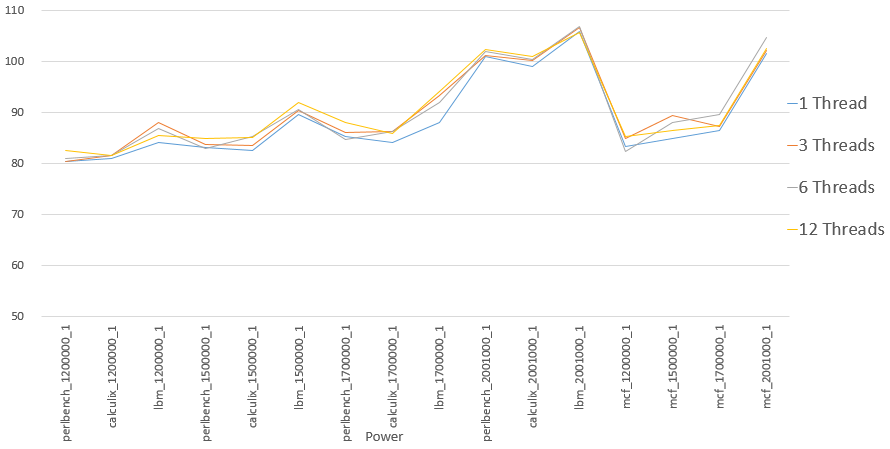 110
100
90
80
70
60
50
1 Thread
3 Threads
6 Threads
12 Threads
perlbench_1200000_1
calculix_1200000_1
lbm_1200000_1
perlbench_1500000_1
calculix_1500000_1
lbm_1500000_1
perlbench_1700000_1
calculix_1700000_1
lbm_1700000_1
perlbench_2001000_1
calculix_2001000_1
lbm_2001000_1
mcf_1200000_1
mcf_1500000_1
mcf_1700000_1
mcf_2001000_1
Power